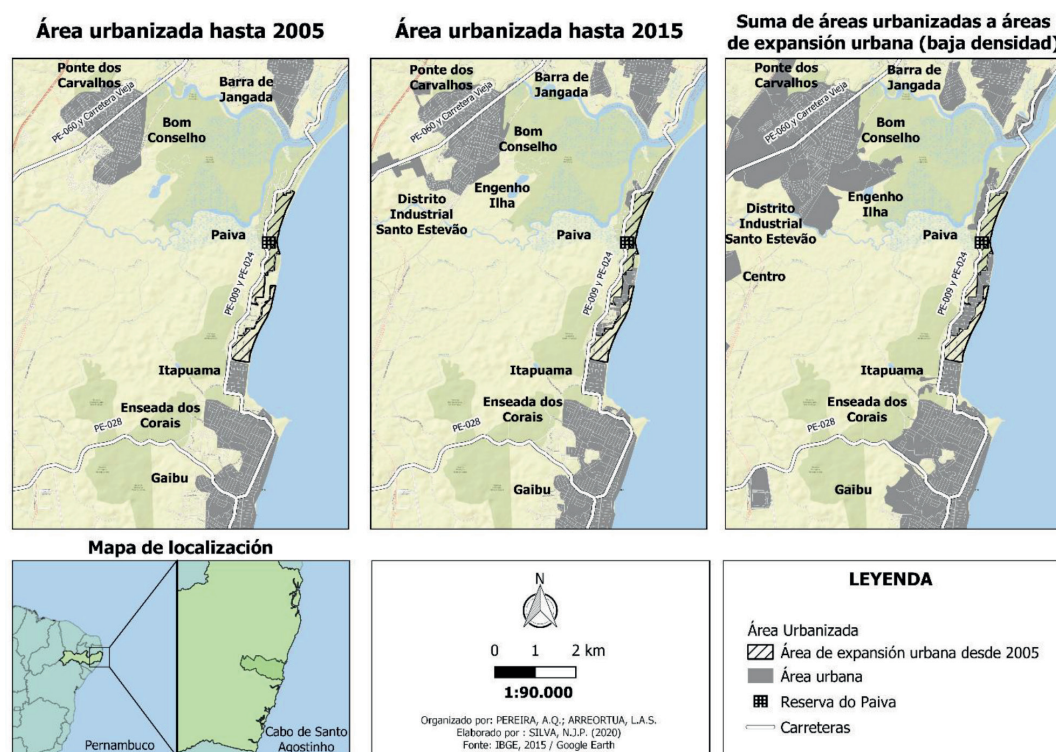 Área urbanizada hasta 2005
Ponte dos
Carvalhos
Barra de
Jangada
PE-060 y Carretera Vieja
Bom
Conselho
Paiva
PE-009 y PE-024
Itapuama
Enseada dos
Corais
PE-028
Gaibu
Área urbanizada hasta 2015
Ponte dos
Carvalhos
Barra de
Jangada
PE-060 y Carretera Vieja
Bom
Conselho
Engenho
Ilha
Distrito
Industrial
Santo Estevão
Paiva
PE-009 y PE-024
Itapuama
Enseada dos
Corais
PE-028
Gaibu
Suma de áreas urbanizadas a áreas
de expansión urbana (baja densidad)
Ponte dos
Carvalhos
Barra de
Jangada
PE-060 y Carretera Vieja
Bom
Conselho
Engenho
Ilha
Distrito
Industrial
Santo Estevão
Paiva
Centro
PE-009 y PE-024
Itapuama
Enseada dos
Corais
PE-028
Gaibu
Mapa de localización
Pernambuco
Cabo de Santo
Agostinho
N
0 1 2 km
1:90.000
Organizado por: PEREIRA, A.Q.; ARREORTUA, L.A.S.
Elaborado por : SILVA, N.J.P. (2020)
Fonte: IBGE, 2015 / Google Earth
LEYENDA
Área Urbanizada
Área de expansión urbana desde 2005
Área urbana
Reserva do Paiva
Carreteras